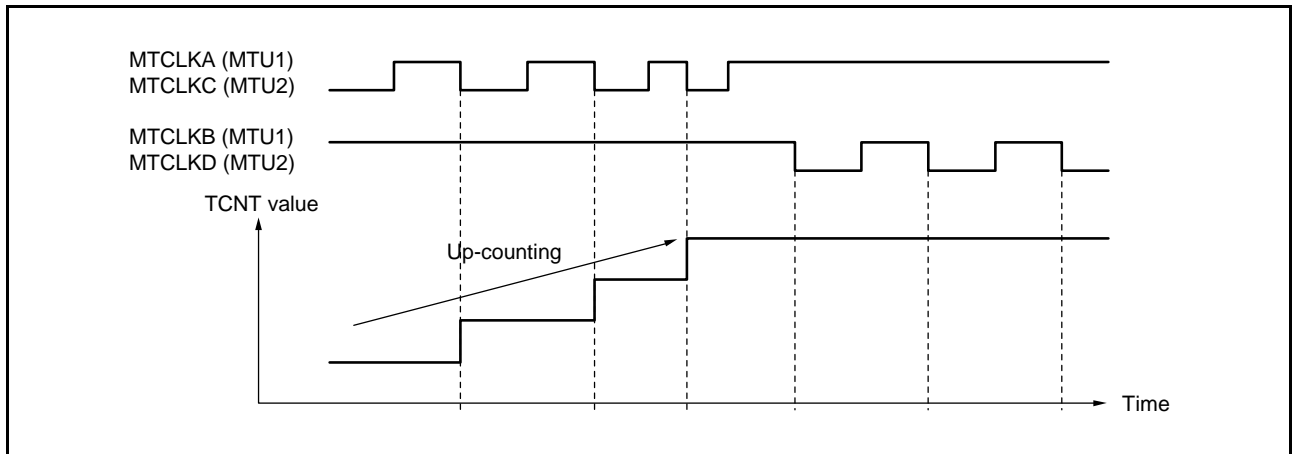 MTCLKA (MTU1)
MTCLKC (MTU2)
MTCLKB (MTU1)
MTCLKD (MTU2)
TCNT value
Up-counting
Time